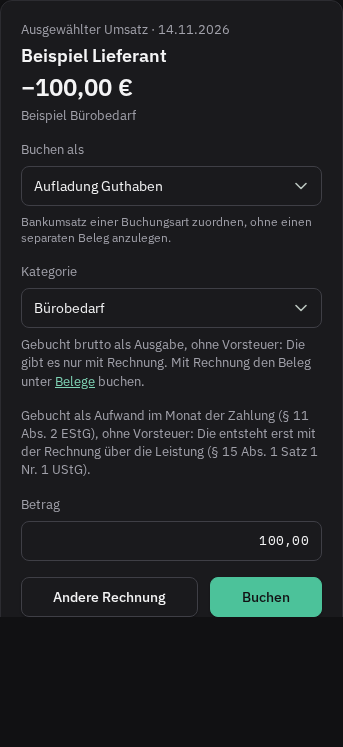 Ausgewählter Umsatz · 14.11.2026
Beispiel Lieferant
−100,00 €
Beispiel Bürobedarf
Buchen als
Aufladung Guthaben
Bankumsatz einer Buchungsart zuordnen, ohne einen
separaten Beleg anzulegen.
Kategorie
Bürobedarf
Gebucht brutto als Ausgabe, ohne Vorsteuer: Die
gibt es nur mit Rechnung. Mit Rechnung den Beleg
unter Belege buchen.
Gebucht als Aufwand im Monat der Zahlung (§ 11
Abs. 2 EStG), ohne Vorsteuer: Die entsteht erst mit
der Rechnung über die Leistung (§ 15 Abs. 1 Satz 1
Nr. 1 UStG).
Betrag
100,00
Andere Rechnung
Buchen